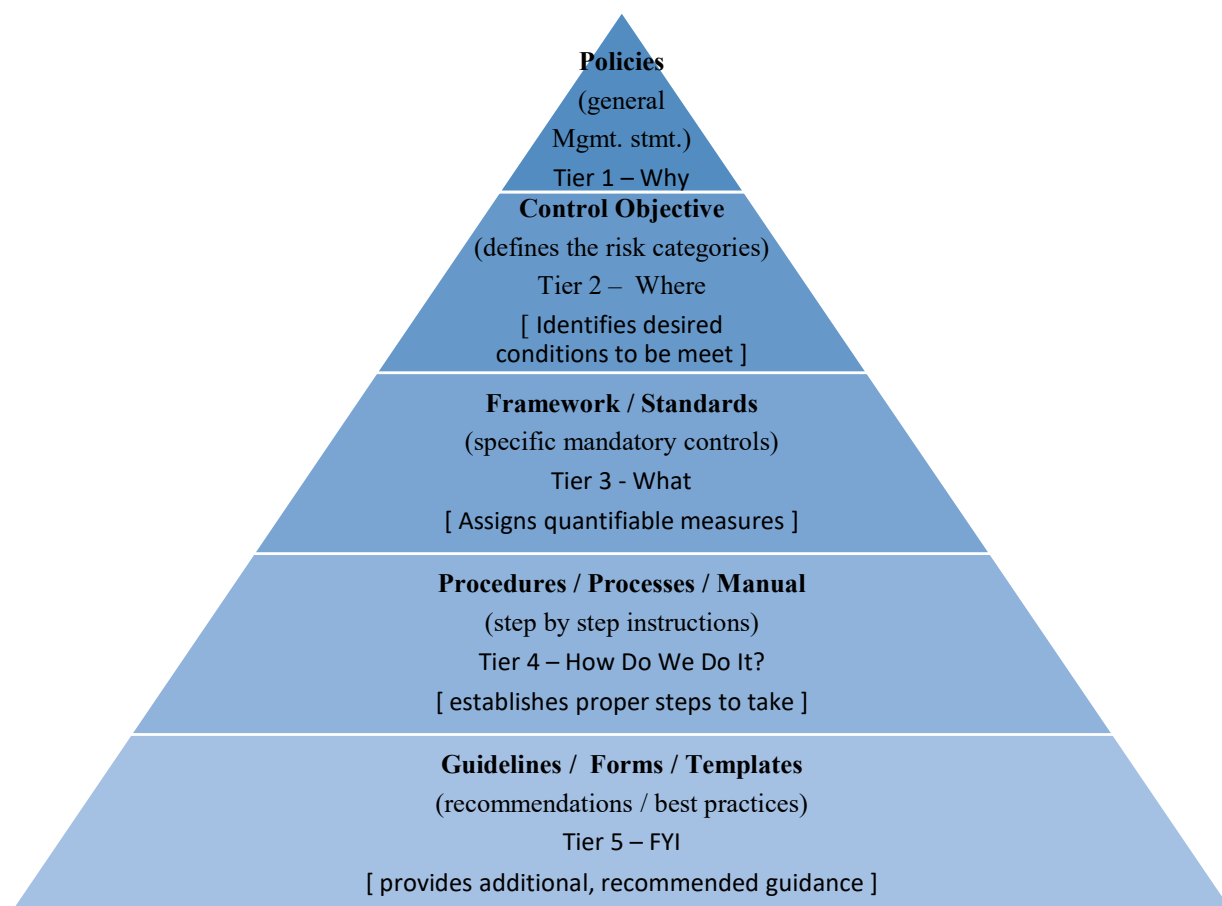 Policies
(general
Mgmt. stmt.)
Tier 1 – Why
Control Objective
(defines the risk categories)
Tier 2 –  Where
[ Identifies desired
conditions to be meet ]
Framework / Standards
(specific mandatory controls)
Tier 3 - What
[ Assigns quantifiable measures ]
Procedures / Processes / Manual
(step by step instructions)
Tier 4 – How Do We Do It?
[ establishes proper steps to take ]
Guidelines /  Forms / Templates
(recommendations / best practices)
Tier 5 – FYI
[ provides additional, recommended guidance ]